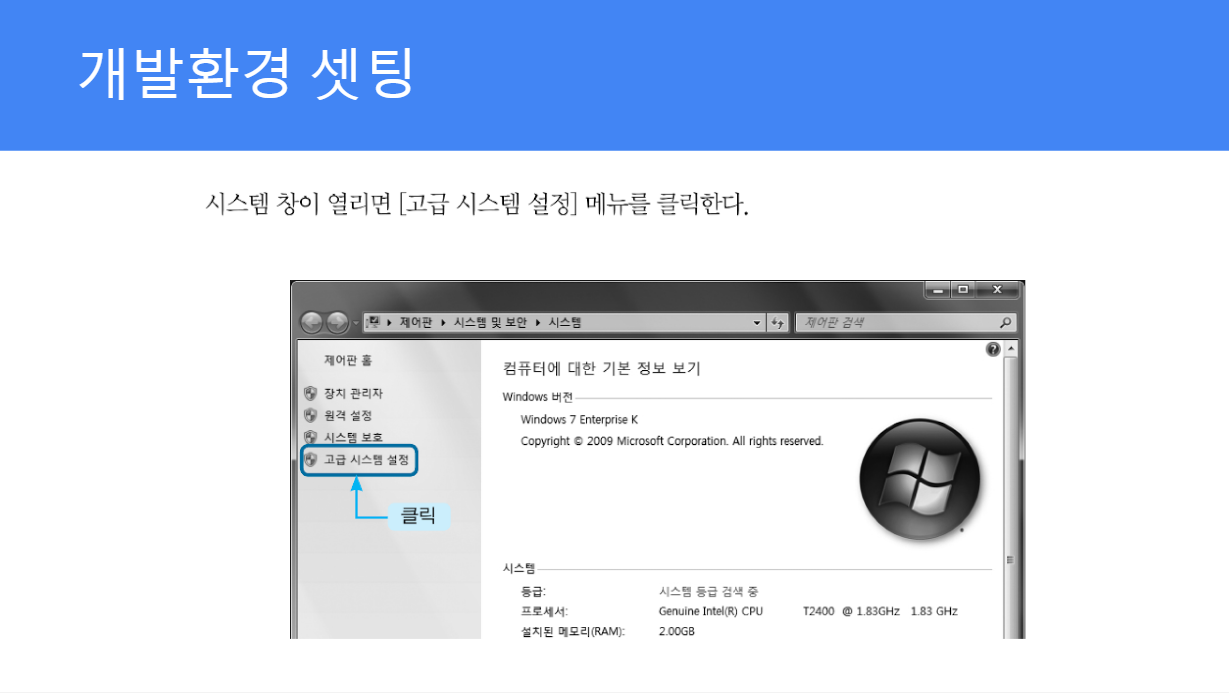 개발환경 셋팅
시스템 창이 열리면 [고급 시스템 설정] 메뉴를 클릭한다.
제어판 시스템 및 보안 시스템
제어판 검색
제어판 홈
장치 관리자
원격 설정
시스템 보호
고급 시스템 설정
클릭
컴퓨터에 대한 기본 정보 보기
Windows 버전
Windows 7 Enterprise K
Copyright © 2009 Microsoft Corporation. All rights reserved.
시스템
등급: 시스템 등급 검색 중
프로세서: Genuine Intel(R) CPU T2400 @ 1.83GHz 1.83 GHz
설치된 메모리(RAM): 2.00GB